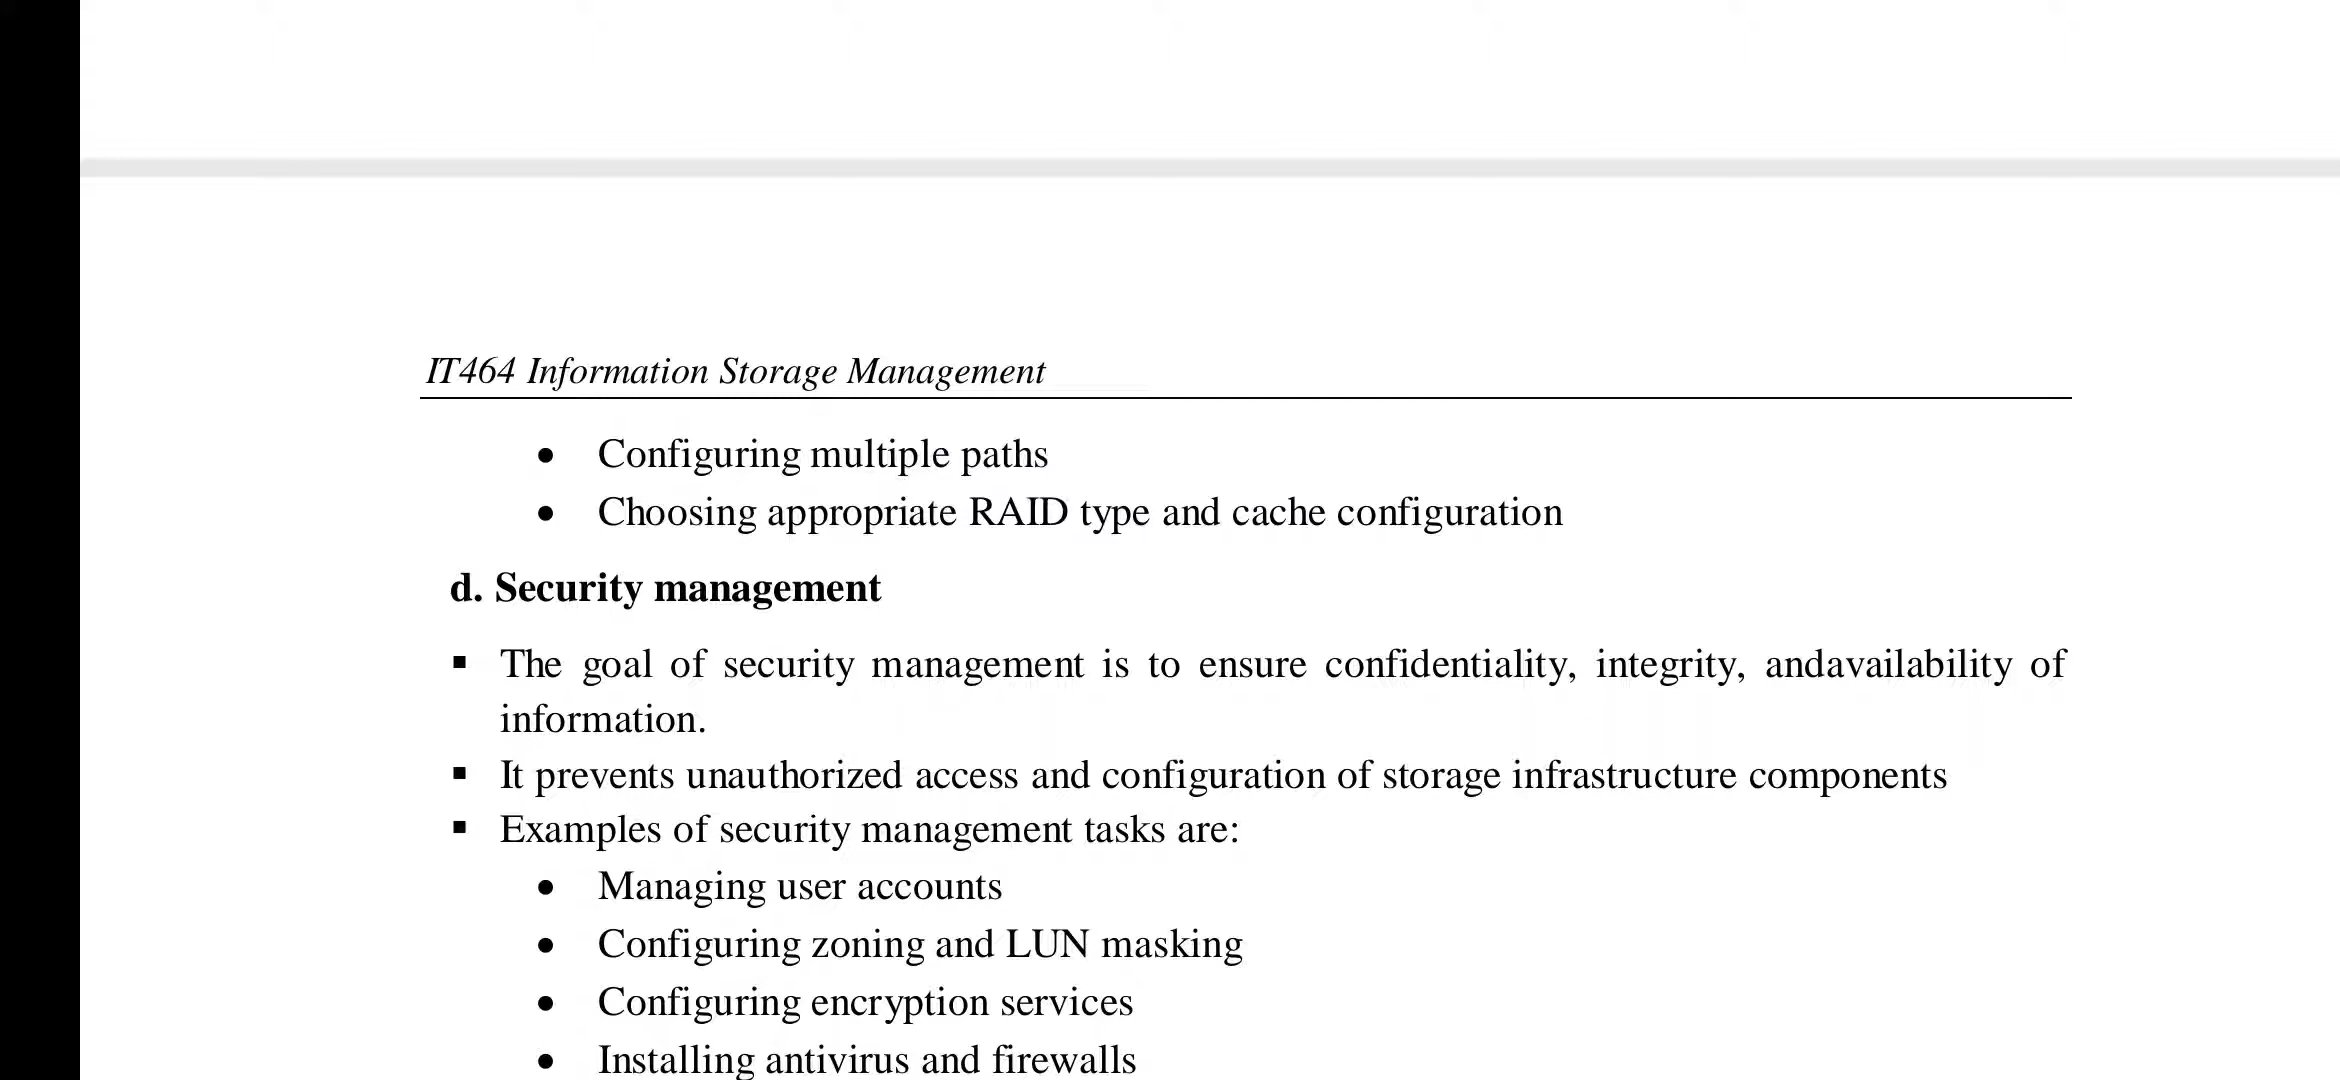 IT464 Information Storage Management
• Configuring multiple paths
• Choosing appropriate RAID type and cache configuration
d. Security management
▪ The goal of security management is to ensure confidentiality, integrity, andavailability of
information.
▪ It prevents unauthorized access and configuration of storage infrastructure components
▪ Examples of security management tasks are:
• Managing user accounts
• Configuring zoning and LUN masking
• Configuring encryption services
• Installing antivirus and firewalls